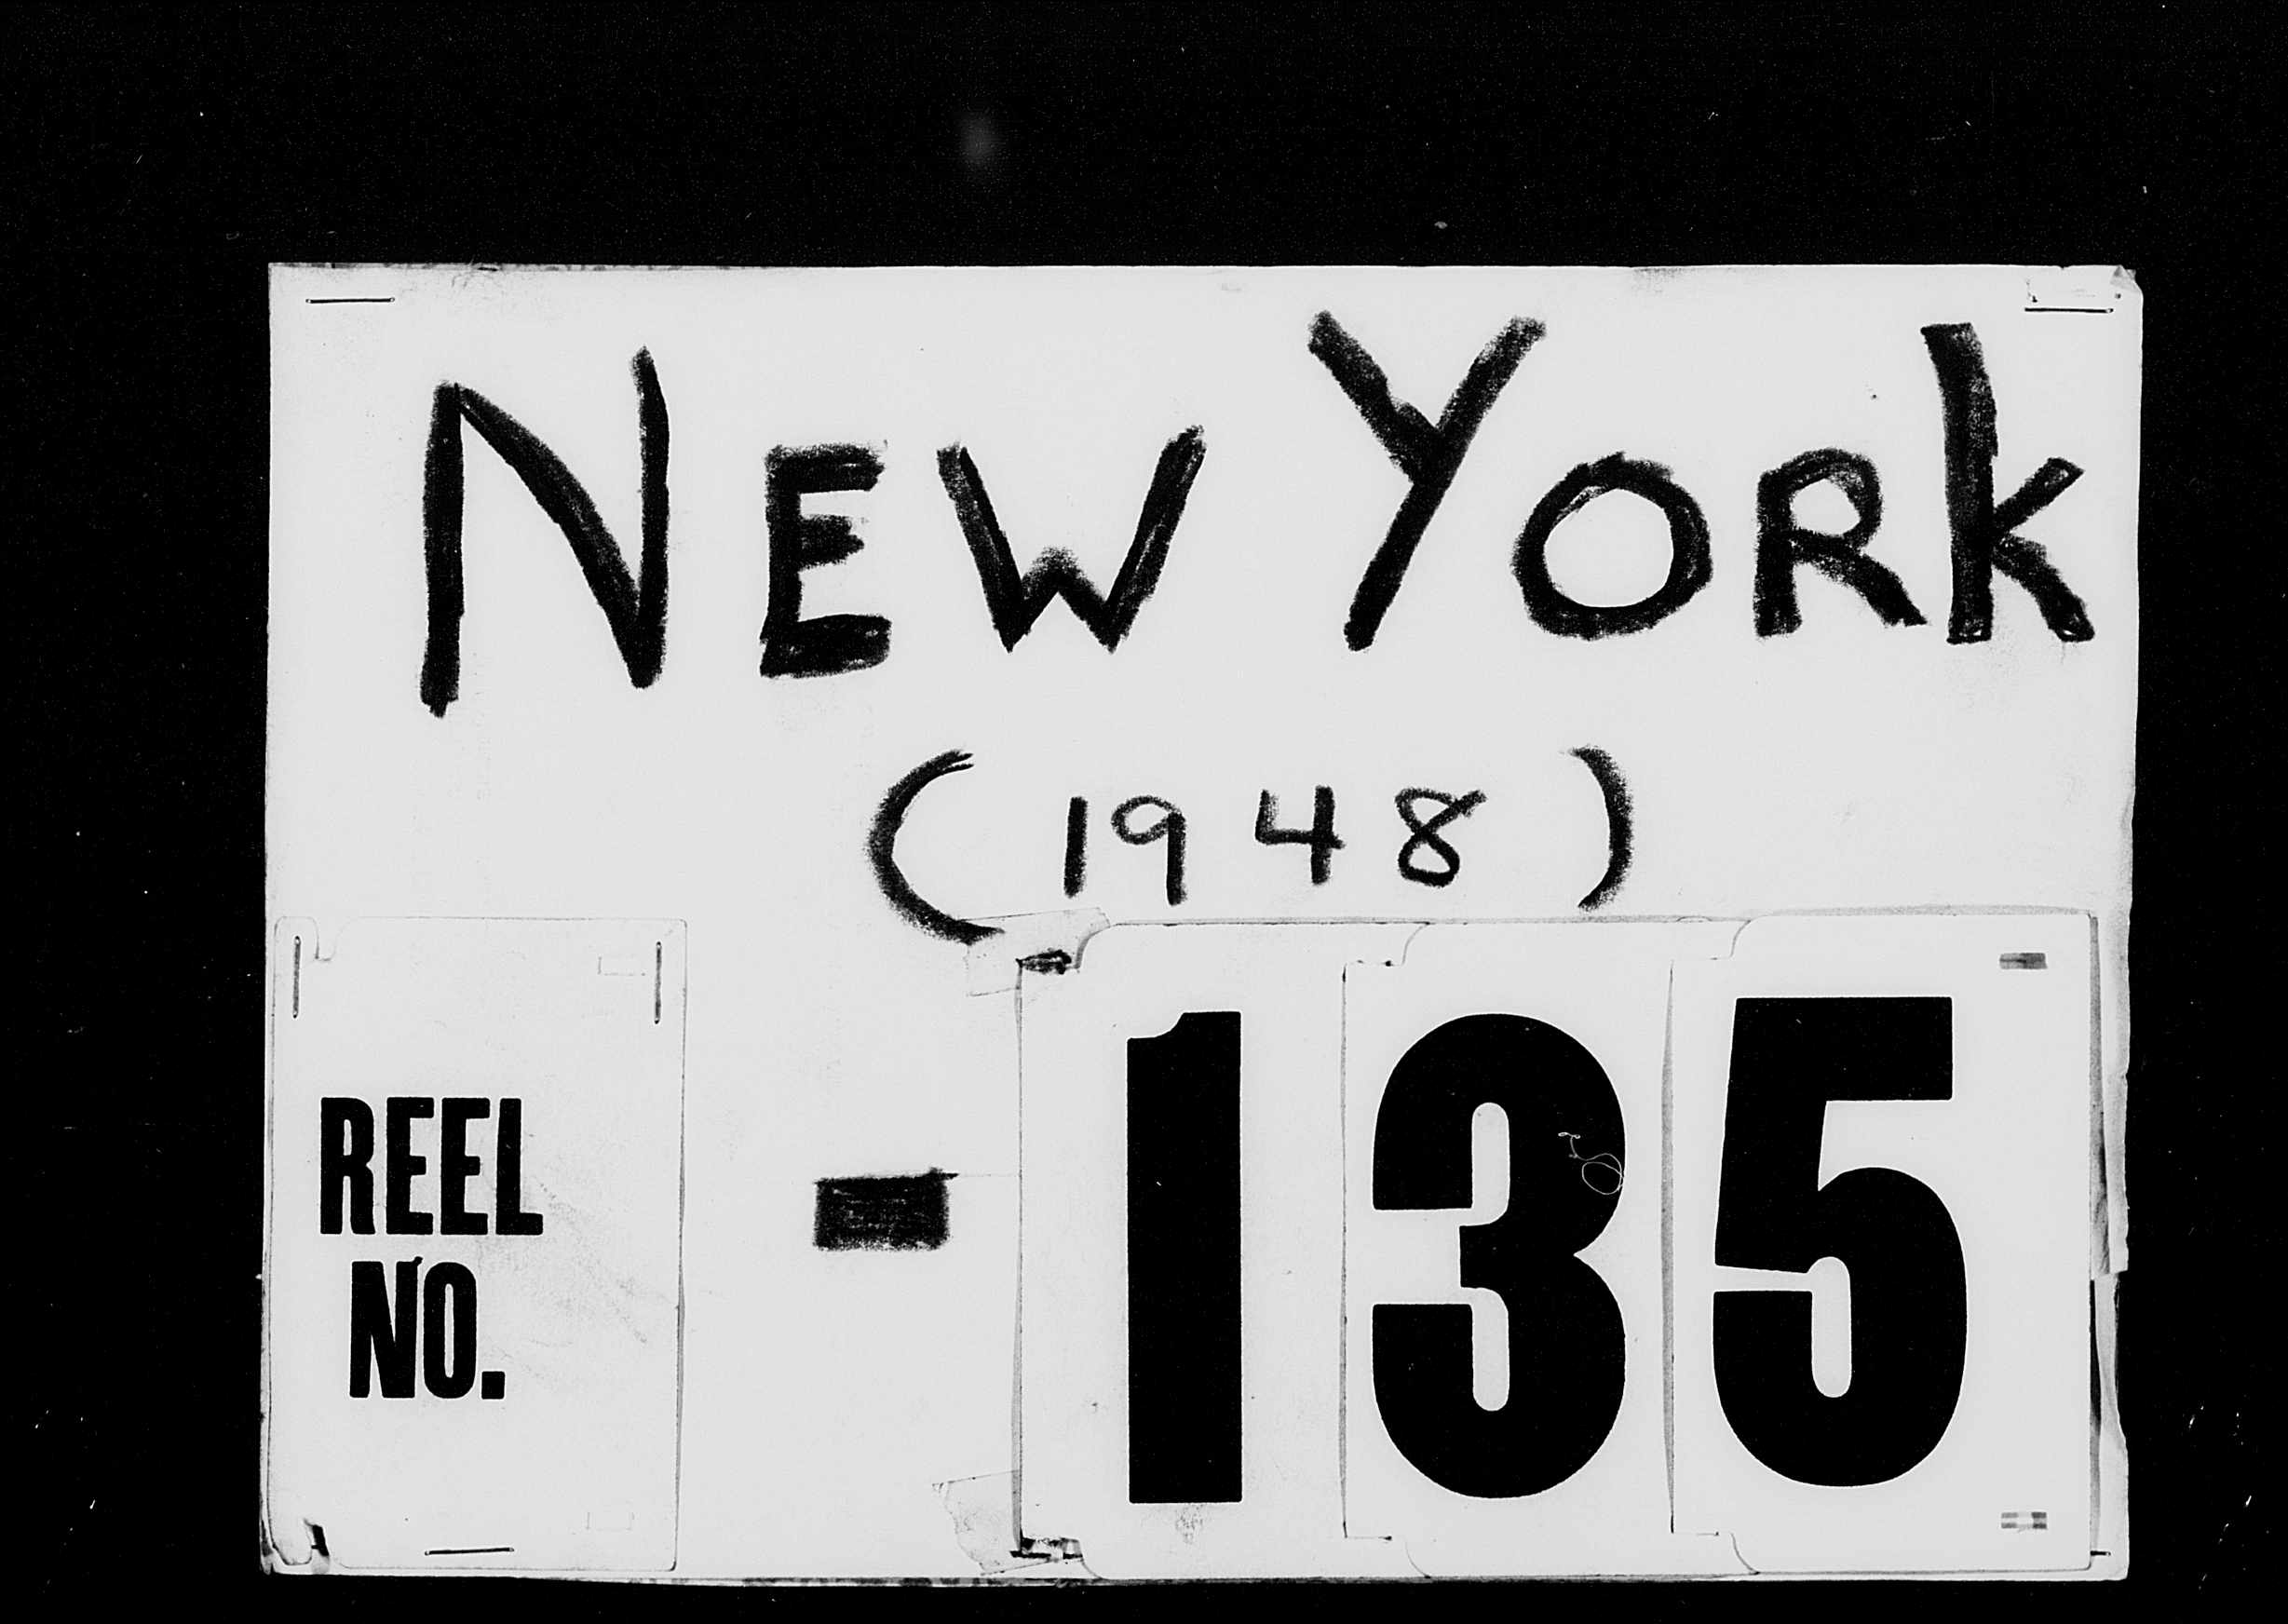 NEW YORk
(1948)
REEL
NO. - 135